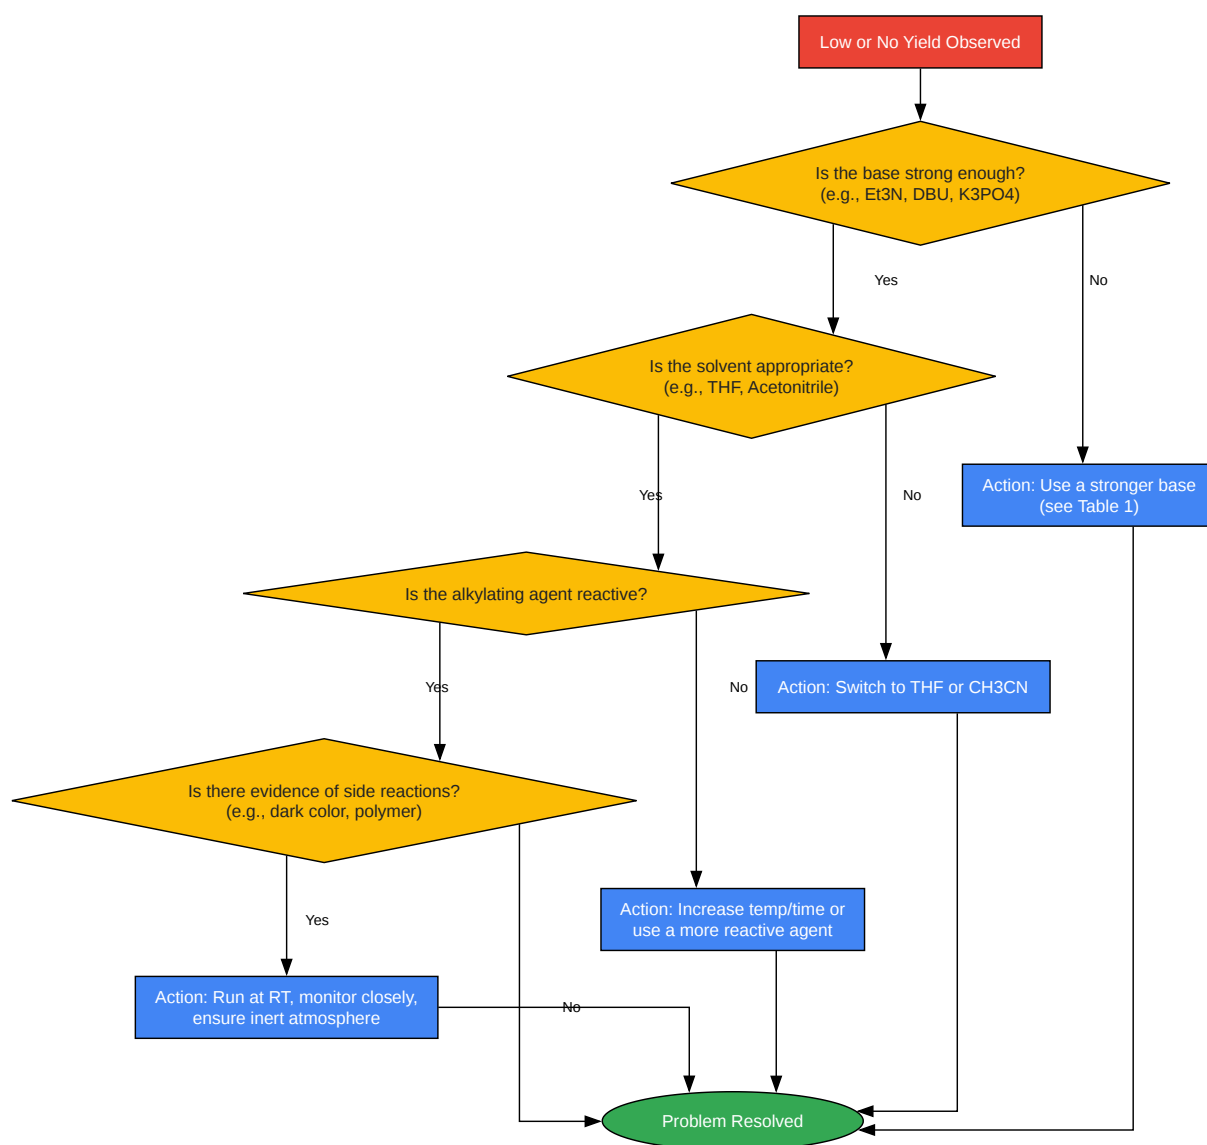 Low or No Yield Observed
Is the base strong enough?
(e.g., Et3N, DBU, K3PO4)
Yes
No
Is the solvent appropriate?
(e.g., THF, Acetonitrile)
Yes
No
Action: Use a stronger base
(see Table 1)
Is the alkylating agent reactive?
Yes
No
Action: Switch to THF or CH3CN
Is there evidence of side reactions?
(e.g., dark color, polymer)
Yes
Action: Increase temp/time or
use a more reactive agent
Action: Run at RT, monitor closely,
ensure inert atmosphere
No
Problem Resolved